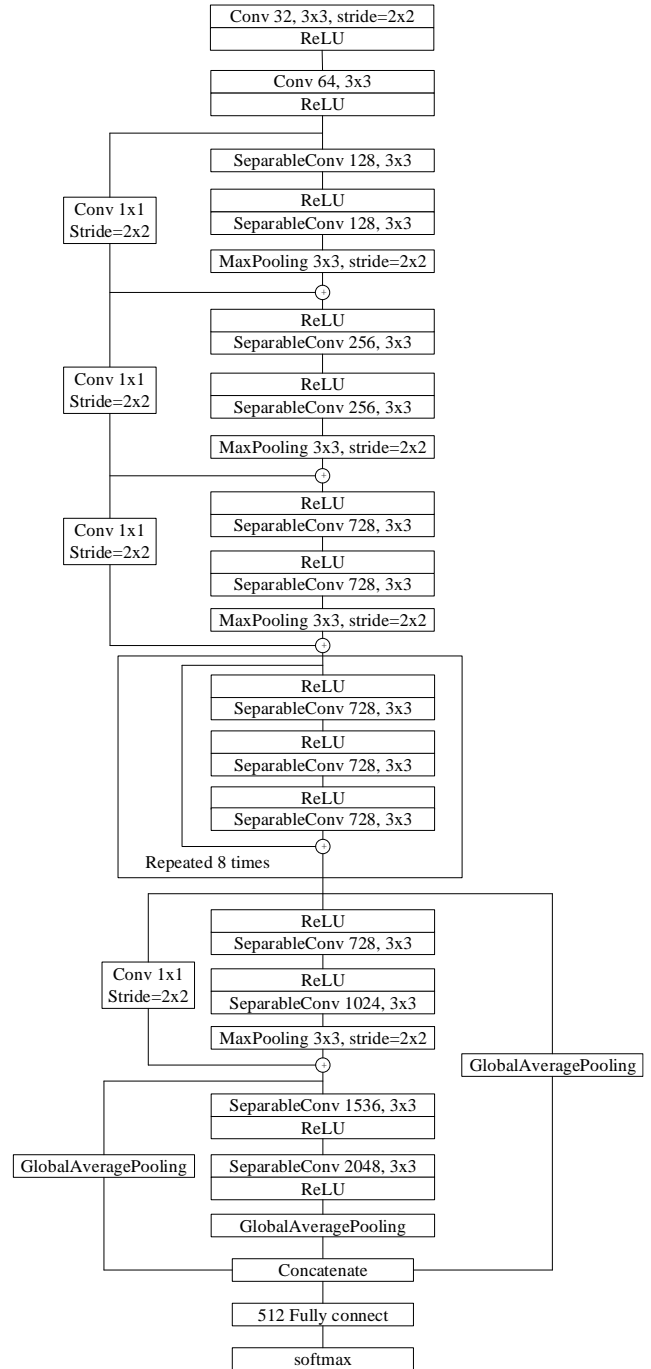 Conv 32, 3x3, stride=2x2
ReLU
Conv 64, 3x3
ReLU
SeparableConv 128, 3x3
Conv 1x1
Stride=2x2
ReLU
SeparableConv 128, 3x3
MaxPooling 3x3, stride=2x2
+
ReLU
SeparableConv 256, 3x3
Conv 1x1
Stride=2x2
ReLU
SeparableConv 256, 3x3
MaxPooling 3x3, stride=2x2
+
ReLU
SeparableConv 728, 3x3
Conv 1x1
Stride=2x2
ReLU
SeparableConv 728, 3x3
MaxPooling 3x3, stride=2x2
+
ReLU
SeparableConv 728, 3x3
ReLU
SeparableConv 728, 3x3
ReLU
SeparableConv 728, 3x3
+
Repeated 8 times
ReLU
SeparableConv 728, 3x3
Conv 1x1
Stride=2x2
ReLU
SeparableConv 1024, 3x3
MaxPooling 3x3, stride=2x2
+
GlobalAveragePooling
SeparableConv 1536, 3x3
ReLU
GlobalAveragePooling
SeparableConv 2048, 3x3
ReLU
GlobalAveragePooling
Concatenate
512 Fully connect
softmax